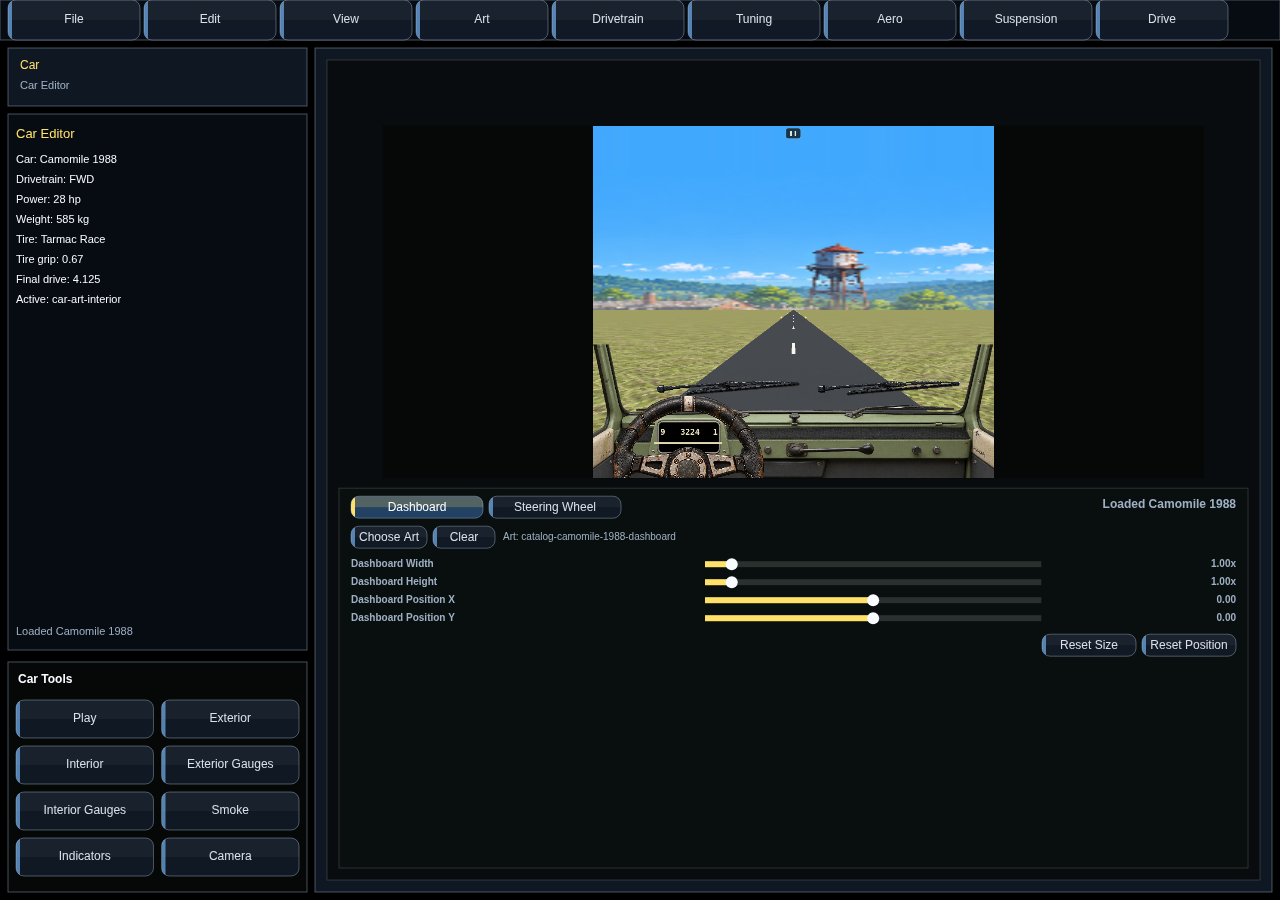 File Edit View Art Drivetrain Tuning Aero Suspension Drive
Car
Car Editor
Car Editor
Car: Camomile 1988
Drivetrain: FWD
Power: 28 hp
Weight: 585 kg
Tire: Tarmac Race
Tire grip: 0.67
Final drive: 4.125
Active: car-art-interior
Loaded Camomile 1988
Car Tools
Play Exterior
Interior Exterior Gauges
Interior Gauges Smoke
Indicators Camera
9 3224 1
Dashboard Steering Wheel Loaded Camomile 1988
Choose Art Clear Art: catalog-camomile-1988-dashboard
Dashboard Width 1.00x
Dashboard Height 1.00x
Dashboard Position X 0.00
Dashboard Position Y 0.00
Reset Size Reset Position